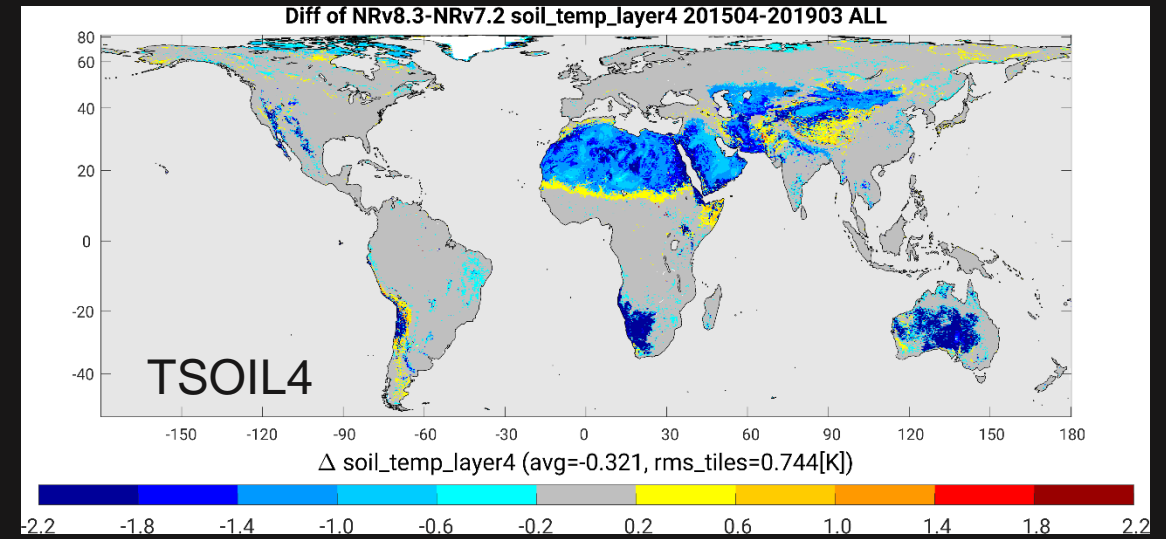 Diff of NRv8.3-NRv7.2 soil_temp_layer4 201504-201903 ALL
80
60
40
20
0
-20
-40
TSOIL4
-150 -120 -90 -60 -30 0 30 60 90 120 150 180
Δ soil_temp_layer4 (avg=-0.321, rms_tiles=0.744[K])
-2.2 -1.8 -1.4 -1.0 -0.6 -0.2 0.2 0.6 1.0 1.4 1.8 2.2